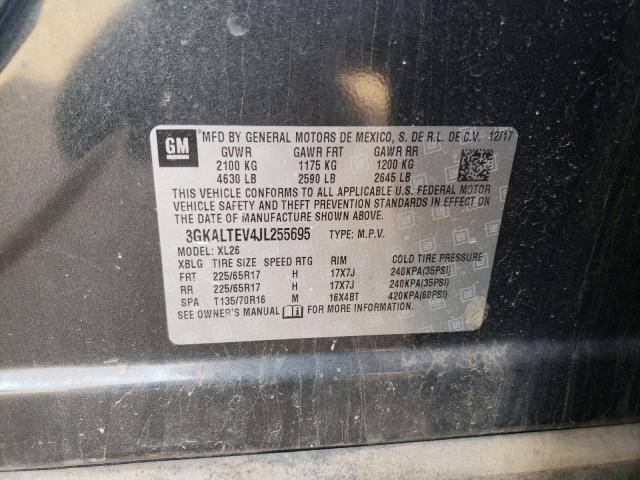 GM
MFD BY GENERAL MOTORS DE MEXICO, S. DE R.L. DE C.V. 12/17
GVWR GAWR FRT GAWR RR
2100 KG 1175 KG 1200 KG
4630 LB 2590 LB 2645 LB
THIS VEHICLE CONFORMS TO ALL APPLICABLE U.S. FEDERAL MOTOR
VEHICLE SAFETY AND THEFT PREVENTION STANDARDS IN EFFECT ON
THE DATE OF MANUFACTURE SHOWN ABOVE.
3GKALTEV4JL255695 TYPE: M.P.V.
MODEL: XL26
XBLG TIRE SIZE SPEED RTG RIM COLD TIRE PRESSURE
FRT 225/65R17 H 17X7J 240KPA(35PSI)
RR 225/65R17 H 17X7J 240KPA(35PSI)
SPA T135/70R16 M 16X4BT 420KPA(60PSI)
SEE OWNER'S MANUAL FOR MORE INFORMATION.